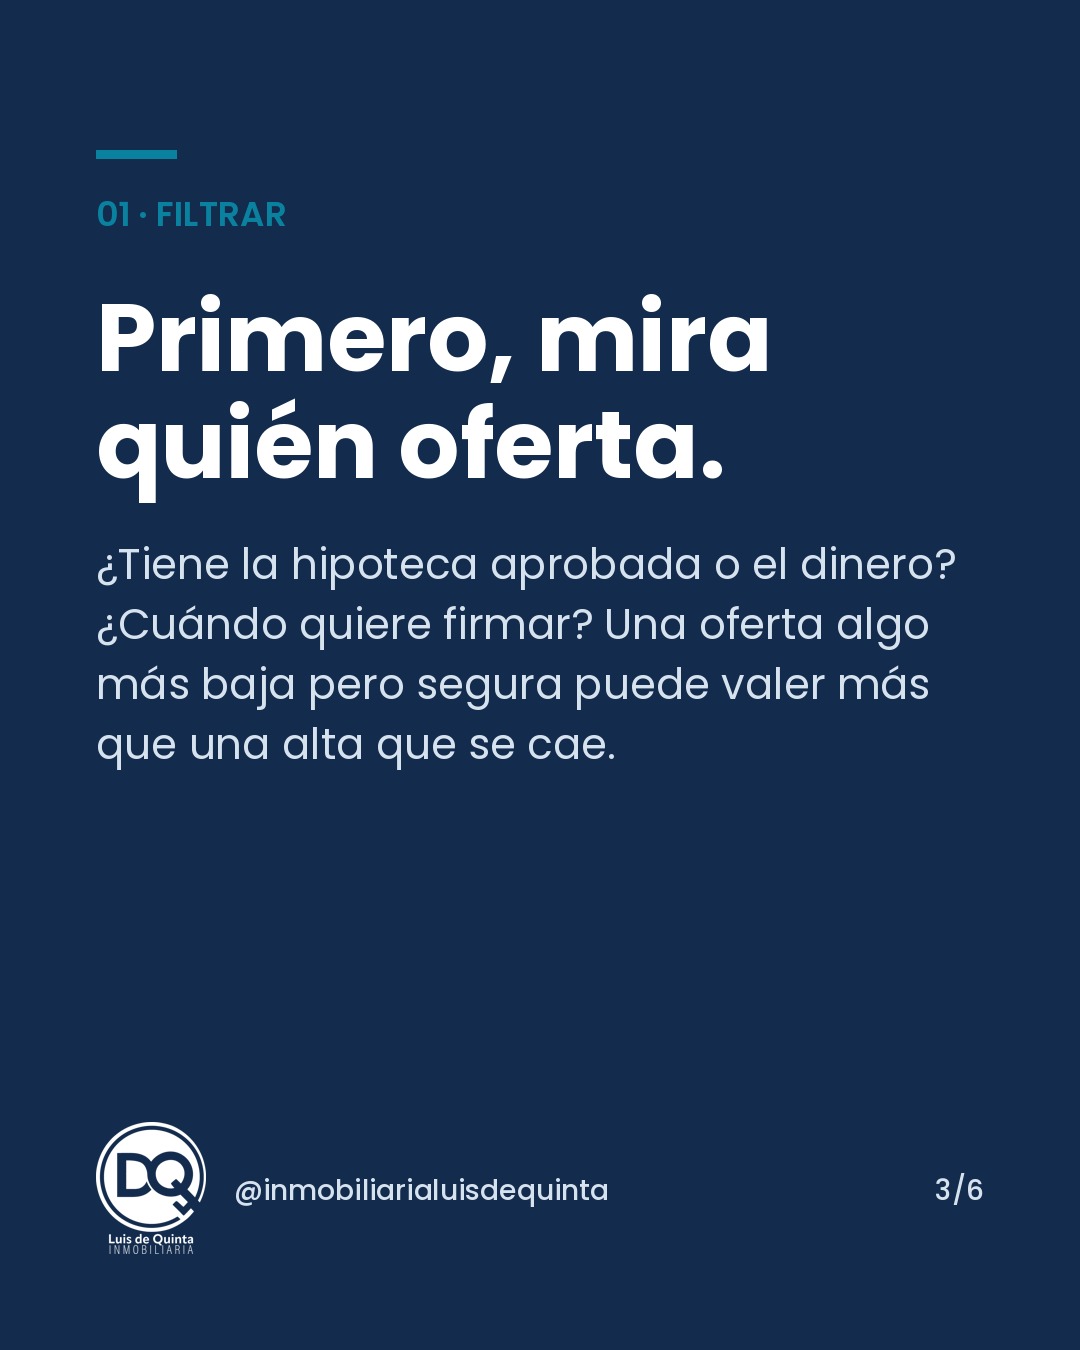 01 · FILTRAR
Primero, mira
quién oferta.
¿Tiene la hipoteca aprobada o el dinero?
¿Cuándo quiere firmar? Una oferta algo
más baja pero segura puede valer más
que una alta que se cae.
DQ
Luis de Quinta
INMOBILIARIA
@inmobiliarialuisdequinta
3/6